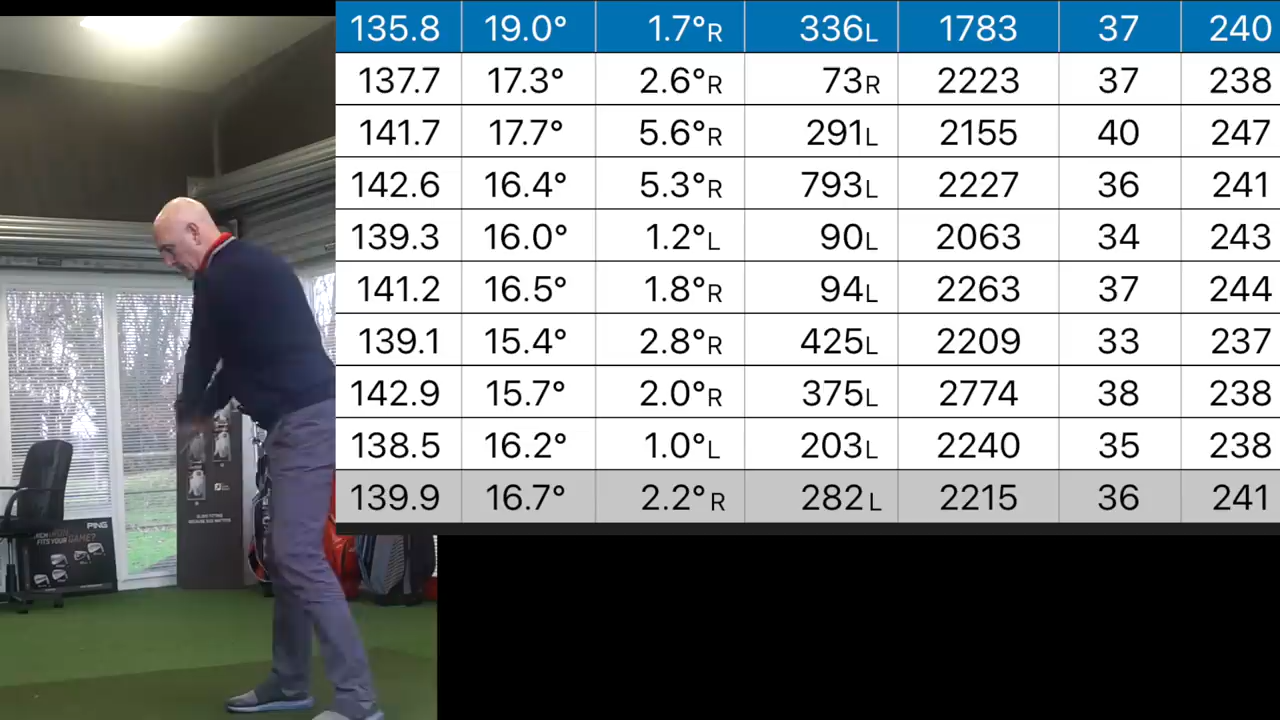 135.8 19.0° 1.7°R 336L 1783 37 240
137.7 17.3° 2.6°R 73R 2223 37 238
141.7 17.7° 5.6°R 291L 2155 40 247
142.6 16.4° 5.3°R 793L 2227 36 241
139.3 16.0° 1.2°L 90L 2063 34 243
141.2 16.5° 1.8°R 94L 2263 37 244
139.1 15.4° 2.8°R 425L 2209 33 237
142.9 15.7° 2.0°R 375L 2774 38 238
138.5 16.2° 1.0°L 203L 2240 35 238
139.9 16.7° 2.2°R 282L 2215 36 241
PING
IRON
FITS YOUR GAME?